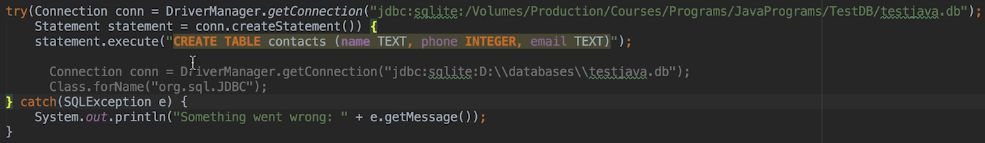 try(Connection conn = DriverManager.getConnection("jdbc:sqlite:/Volumes/Production/Courses/Programs/JavaPrograms/TestDB/testjava.db");
Statement statement = conn.createStatement()) {
statement.execute("CREATE TABLE contacts (name TEXT, phone INTEGER, email TEXT)");
Connection conn = DriverManager.getConnection("jdbc:sqlite:D:\\databases\\testjava.db");
Class.forName("org.sql.JDBC");
} catch(SQLException e) {
System.out.println("Something went wrong: " + e.getMessage());
}